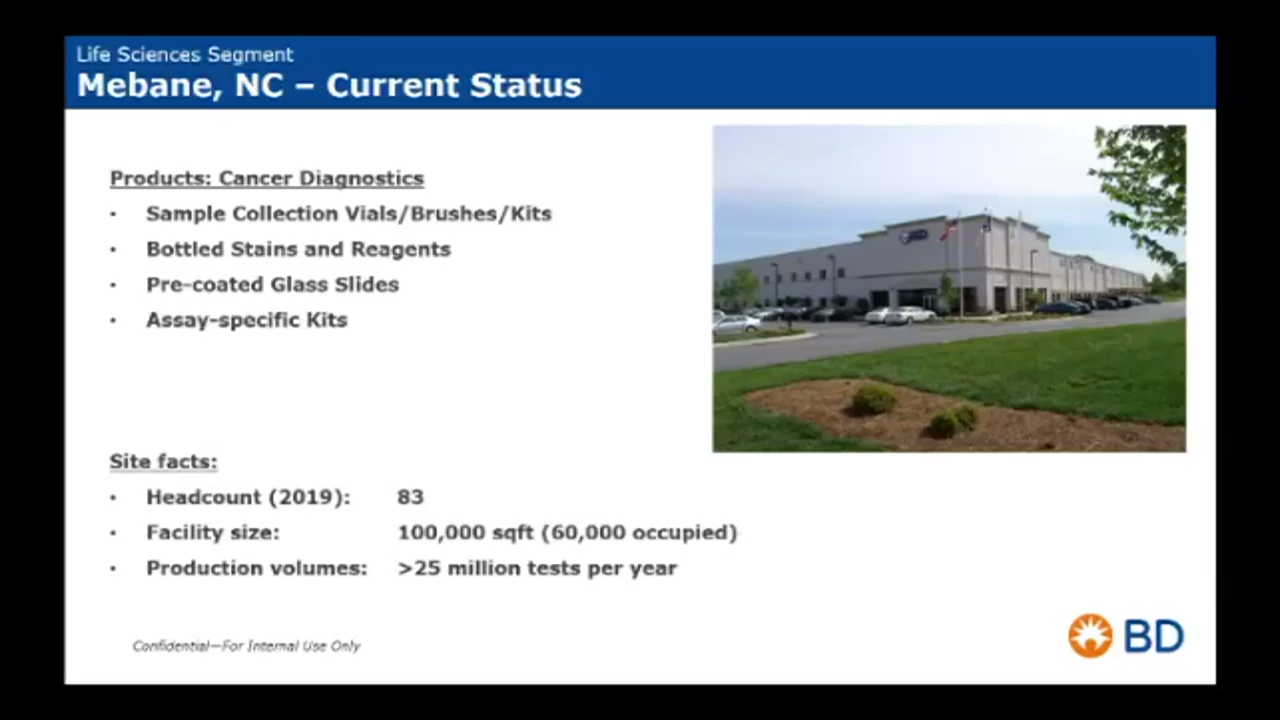 Life Sciences Segment
Mebane, NC – Current Status
Products: Cancer Diagnostics
• Sample Collection Vials/Brushes/Kits
• Bottled Stains and Reagents
• Pre-coated Glass Slides
• Assay-specific Kits
BD
Site facts:
• Headcount (2019): 83
• Facility size: 100,000 sqft (60,000 occupied)
• Production volumes: >25 million tests per year
Confidential—For Internal Use Only
BD